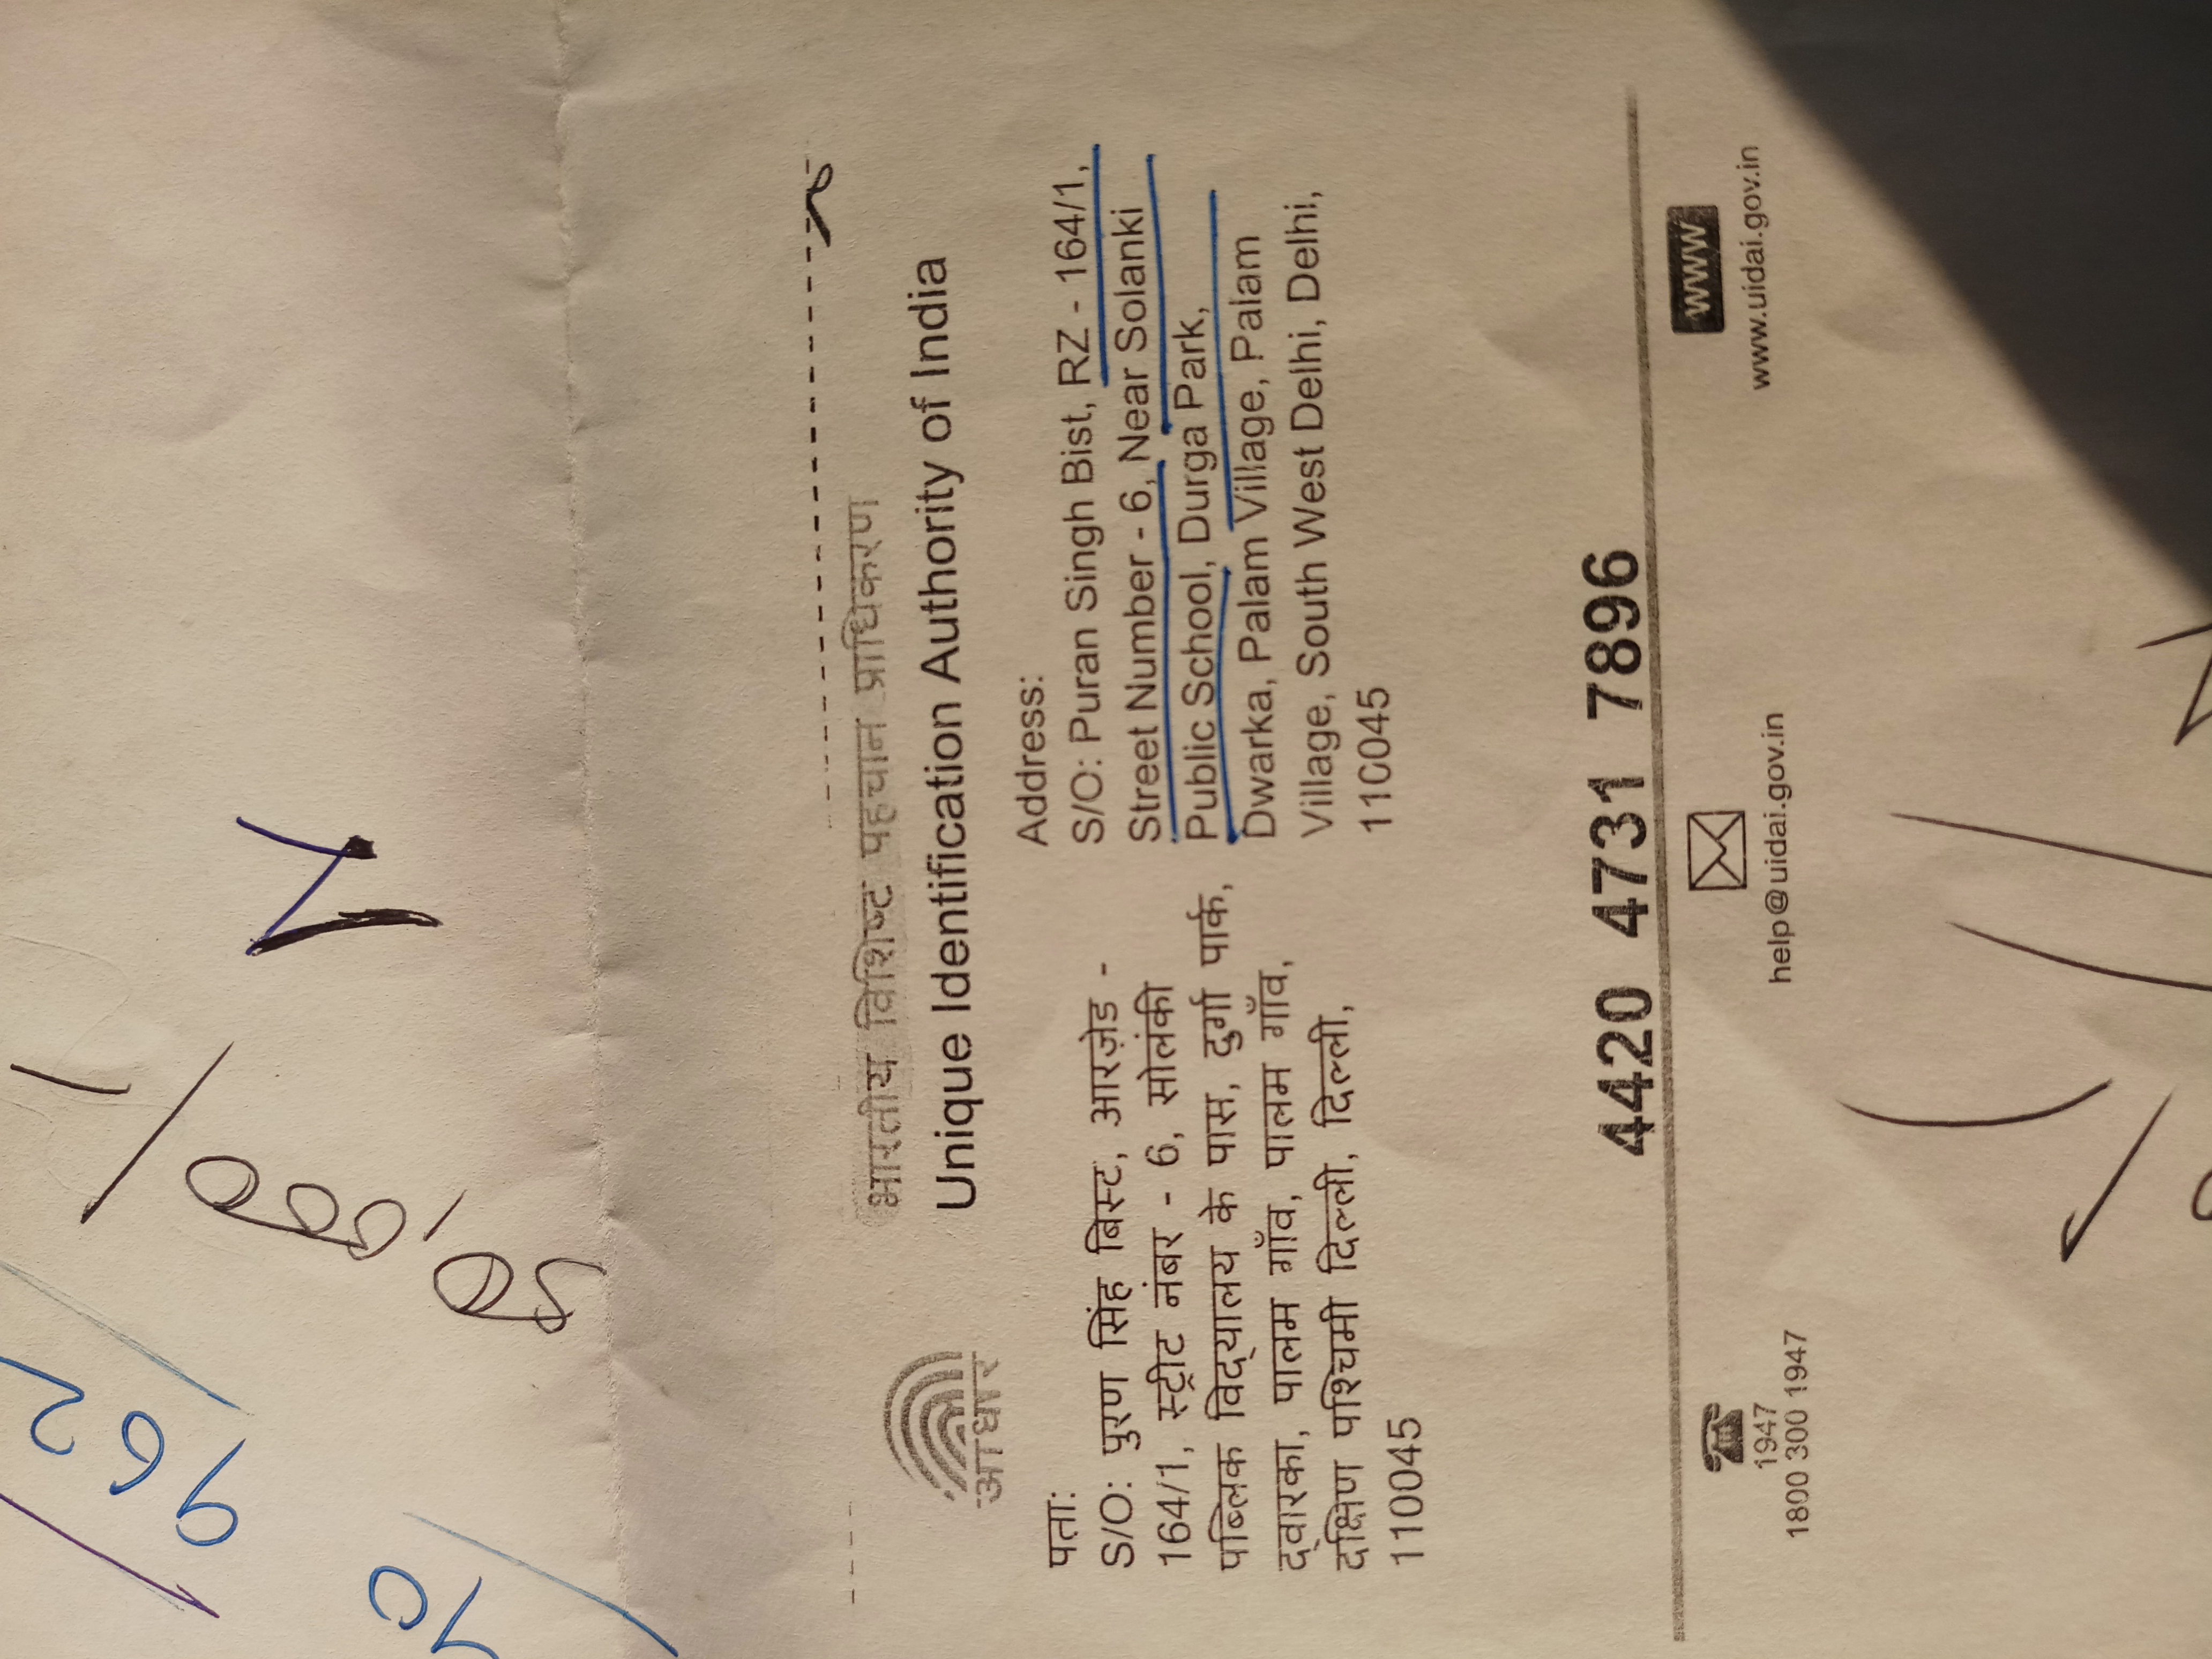 962
10
50,000/-
N
भारतीय विशिष्ट पहचान प्राधिकरण
Unique Identification Authority of India
आधार
पता:
S/O: पुरण सिंह बिस्ट, आरज़ेड -
164/1, स्ट्रीट नंबर - 6, सोलंकी
पब्लिक विद्यालय के पास, दुर्गा पार्क,
द्वारका, पालम गाँव, पालम गाँव,
दक्षिण पश्चिमी दिल्ली, दिल्ली,
110045
Address:
S/O: Puran Singh Bist, RZ - 164/1,
Street Number - 6, Near Solanki
Public School, Durga Park,
Dwarka, Palam Village, Palam
Village, South West Delhi, Delhi,
110045
4420 4731 7896
1947
1800 300 1947
help@uidai.gov.in
www
www.uidai.gov.in